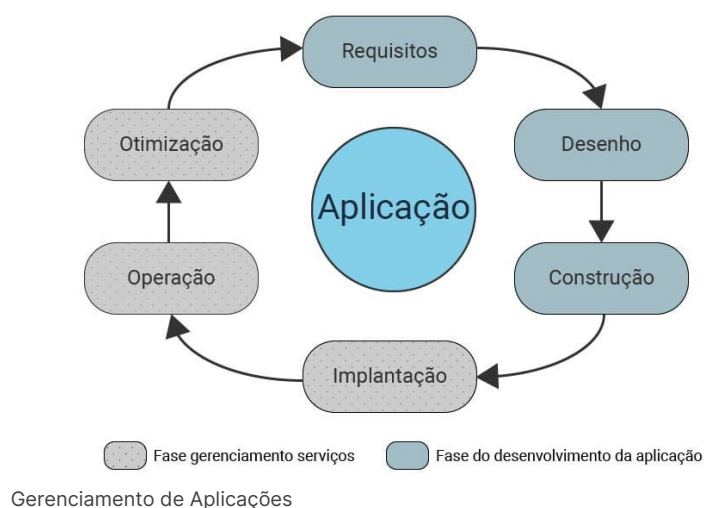 Requisitos
Otimização
Desenho
Aplicação
Operação
Construção
Implantação
Fase gerenciamento serviços
Fase do desenvolvimento da aplicação
Gerenciamento de Aplicações